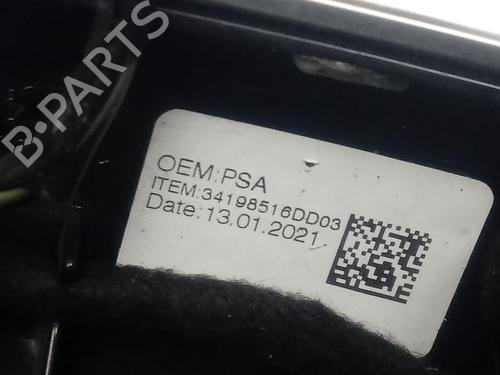 B-PARTS
OEM:PSA
ITEM:34198516DD03
Date:13.01.2021